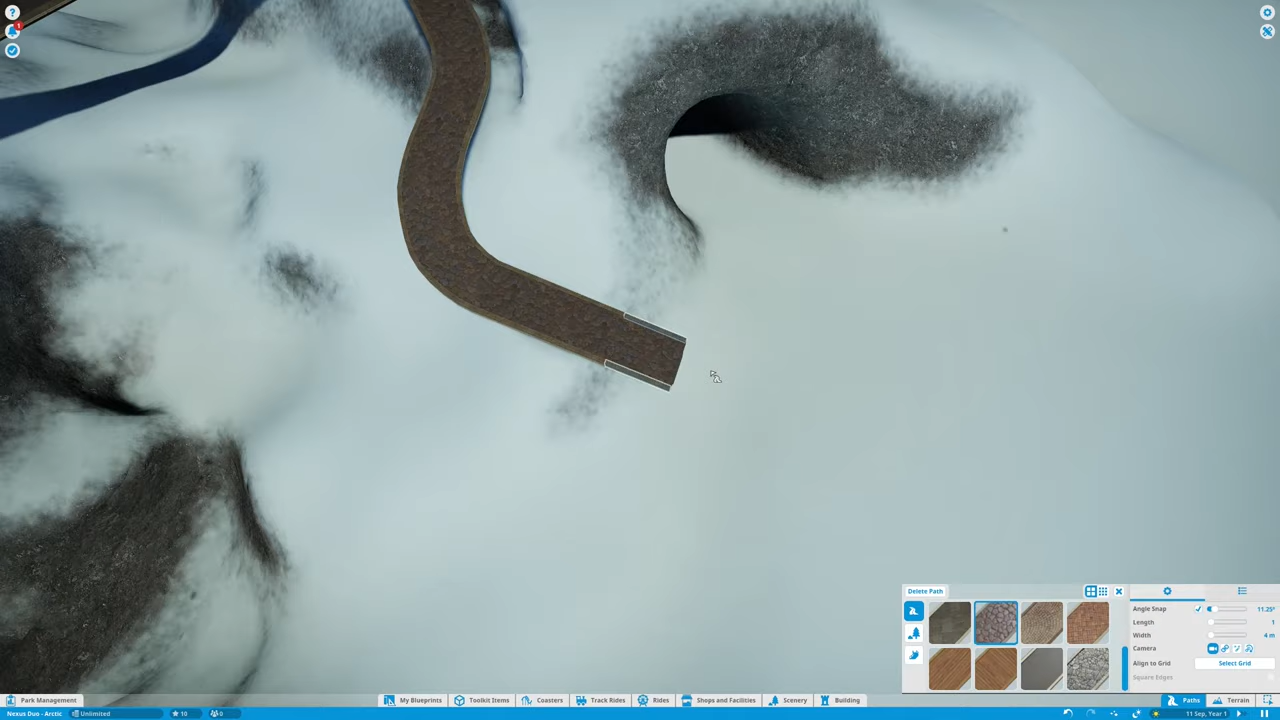 ?
1
Delete Path
Angle Snap
11.25°
Length
1
Width
4 m
Camera
Align to Grid
Select Grid
Square Edges
Park Management
My Blueprints
Toolkit Items
Coasters
Track Rides
Rides
Shops and Facilities
Scenery
Building
Paths
Terrain
Nexus Duo - Arctic
Unlimited
10
0
11 Sep, Year 1